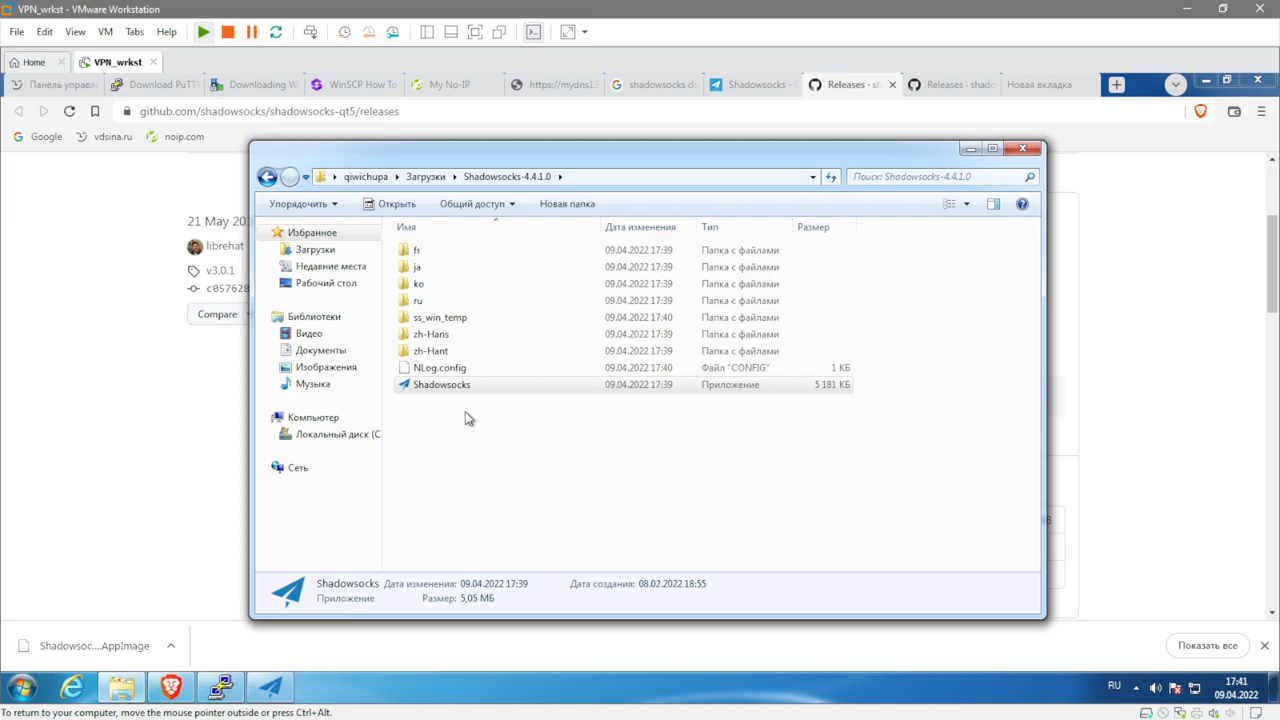 VPN_wrkst - VMware Workstation
File Edit View VM Tabs Help
Home VPN_wrkst
Панель управл Download PuTT Downloading W WinSCP How To My No-IP https://mydns13 shadowsocks do Shadowsocks - Releases - sh Releases - shado Новая вкладка
github.com/shadowsocks/shadowsocks-qt5/releases
Google vdsina.ru noip.com
qiwichupa Загрузки Shadowsocks-4.4.1.0 Поиск: Shadowsocks-4.4.1.0
Упорядочить Открыть Общий доступ Новая папка
Имя Дата изменения Тип Размер
Избранное
Загрузки
Недавние места
Рабочий стол
Библиотеки
Видео
Документы
Изображения
Музыка
Компьютер
Локальный диск (C
Сеть
fr 09.04.2022 17:39 Папка с файлами
ja 09.04.2022 17:39 Папка с файлами
ko 09.04.2022 17:39 Папка с файлами
ru 09.04.2022 17:39 Папка с файлами
ss_win_temp 09.04.2022 17:40 Папка с файлами
zh-Hans 09.04.2022 17:39 Папка с файлами
zh-Hant 09.04.2022 17:39 Папка с файлами
NLog.config 09.04.2022 17:40 Файл "CONFIG" 1 КБ
Shadowsocks 09.04.2022 17:39 Приложение 5 181 КБ
21 May 201
librehat
v3.0.1
c057628
Compare
Shadowsocks Дата изменения: 09.04.2022 17:39 Дата создания: 08.02.2022 18:55
Приложение Размер: 5,05 МБ
Shadowsoc....AppImage
Показать все
RU 17:41
09.04.2022
To return to your computer, move the mouse pointer outside or press Ctrl+Alt.